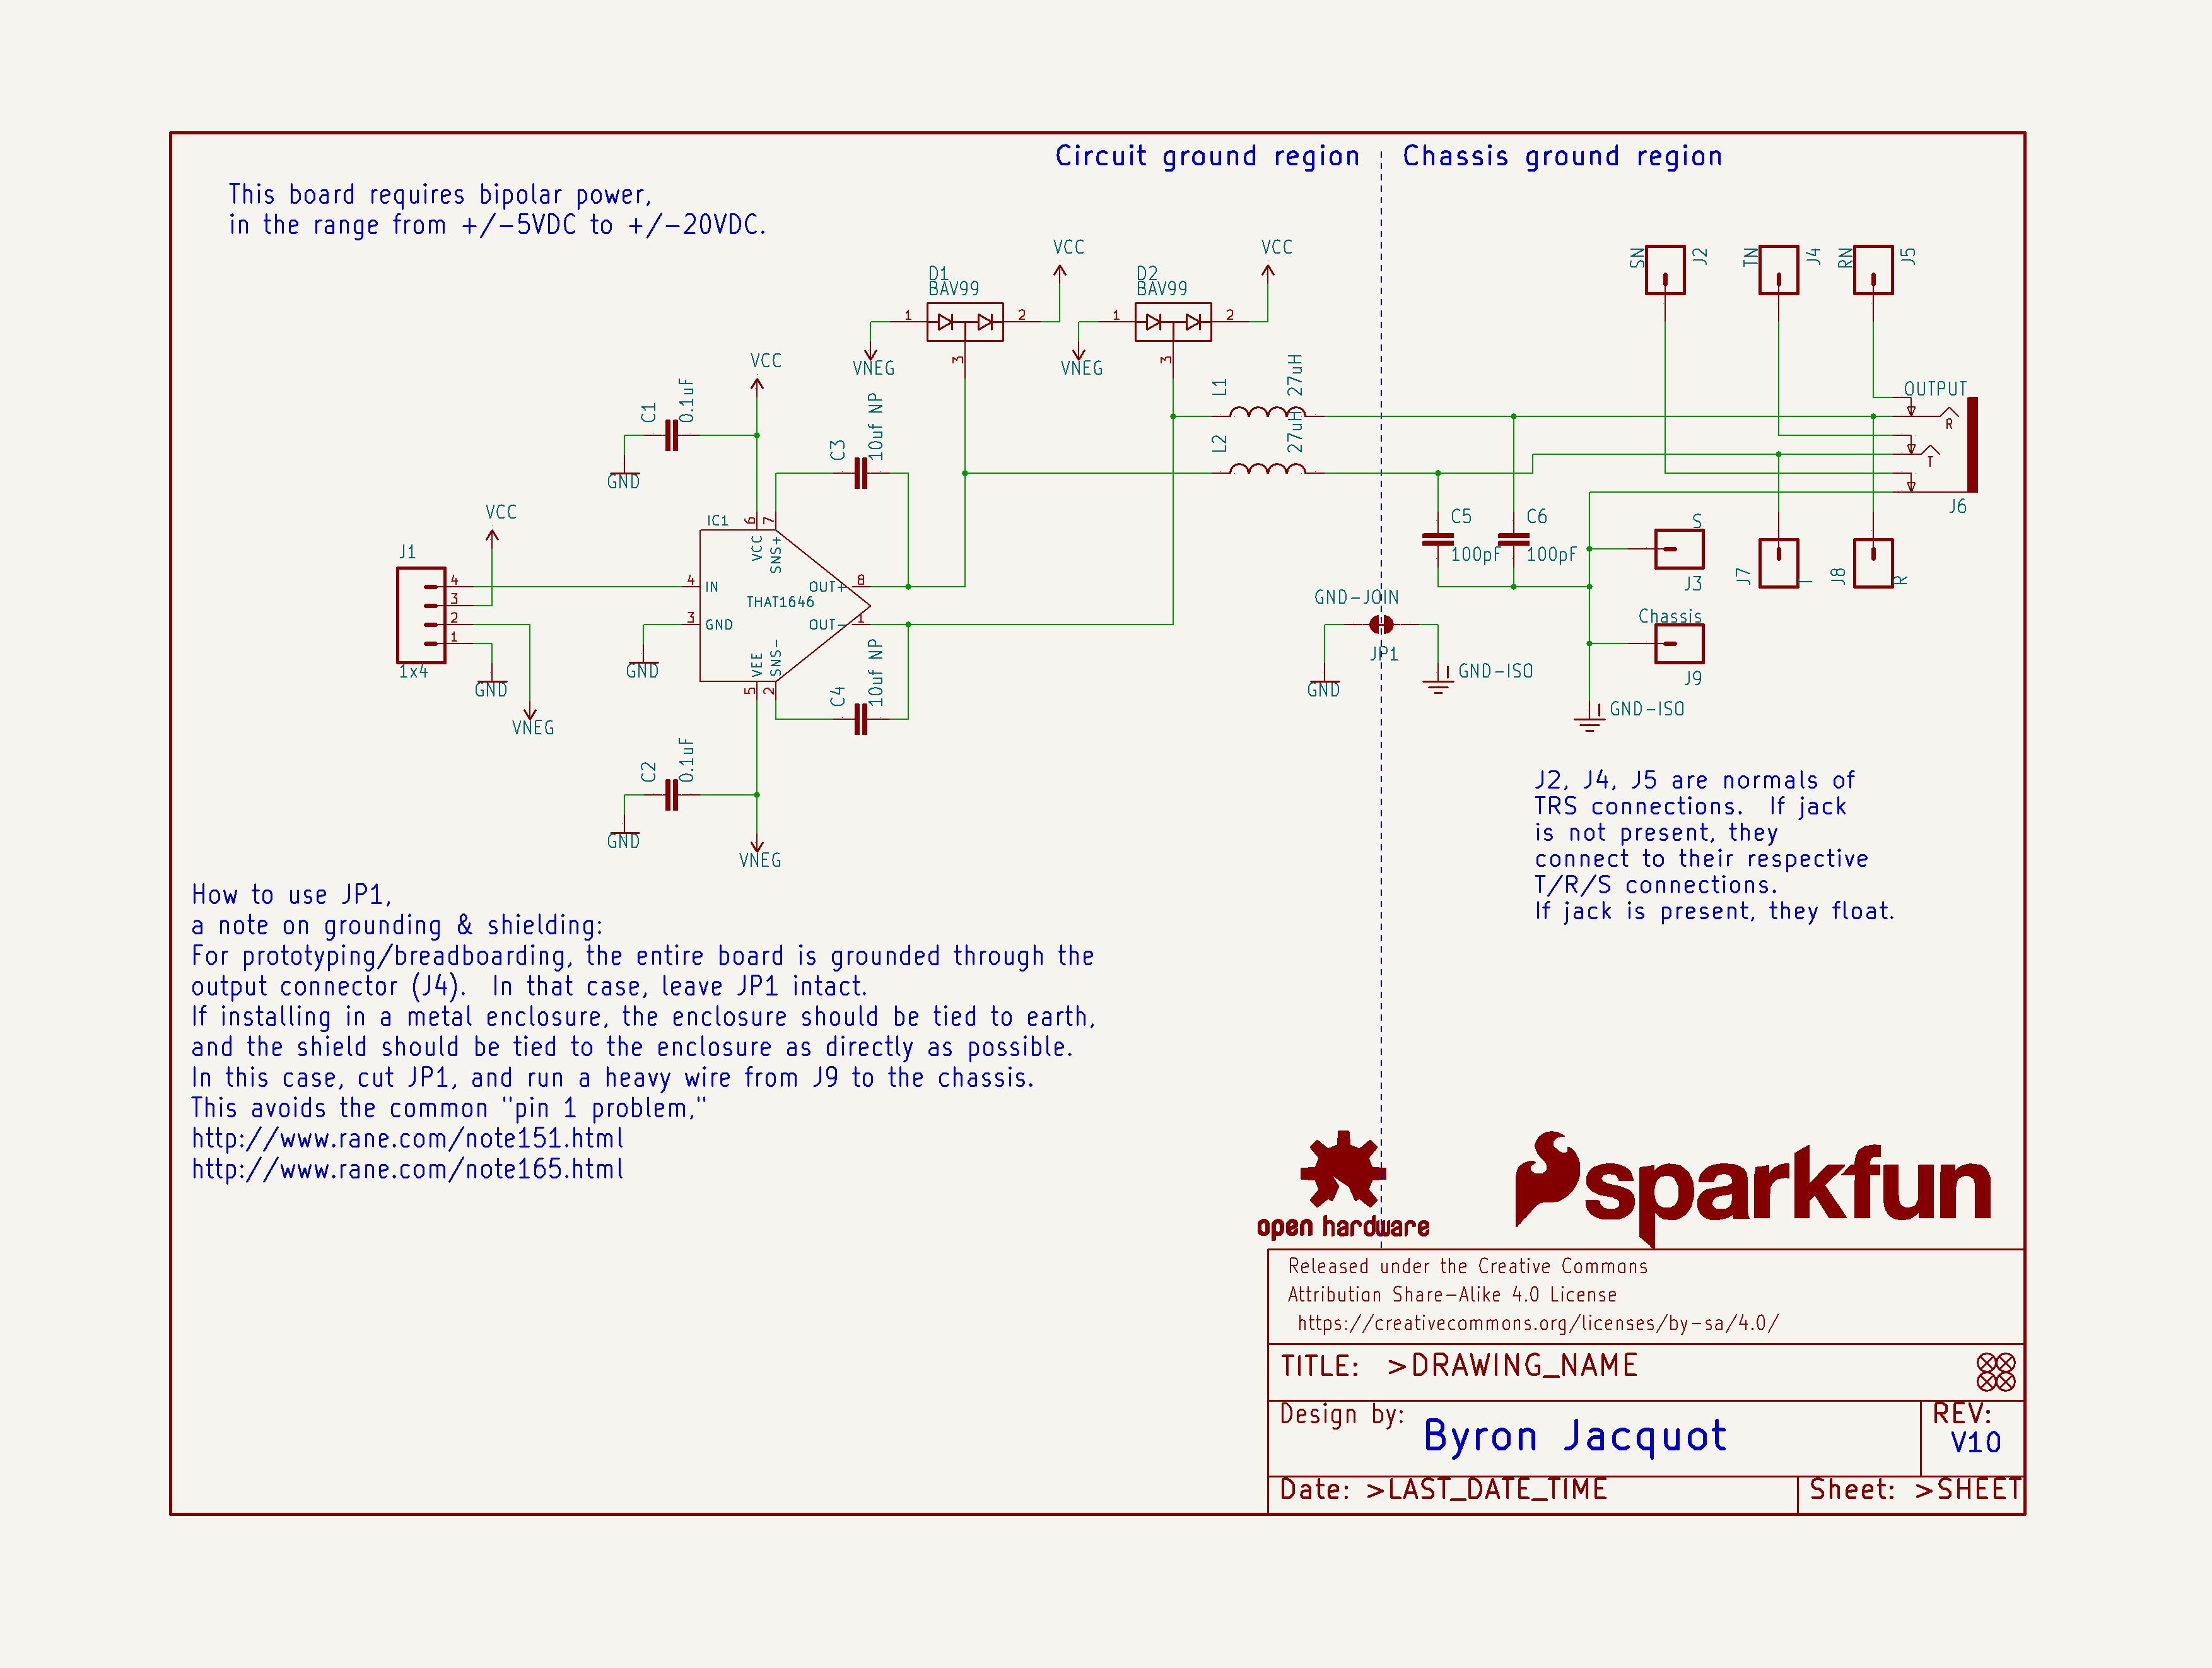 Circuit ground region
Chassis ground region
This board requires bipolar power,
in the range from +/-5VDC to +/-20VDC.
VCC
VCC
D1
BAV99
D2
BAV99
1
2
3
VNEG
1
2
3
VNEG
SN
J2
TN
J4
RN
J5
VCC
C1
0.1uF
GND
C3
10uf NP
L1
27uH
L2
27uH
OUTPUT
R
T
J6
VCC
J1
4
3
2
1
1x4
GND
VNEG
IC1
6
7
VCC
SNS+
4
IN
OUT+
8
THAT1646
3
GND
OUT-
1
VEE
SNS-
5
2
GND
C4
10uf NP
C2
0.1uF
GND
VNEG
C5
100pF
C6
100pF
S
J3
J7
T
J8
R
GND-JOIN
JP1
GND
GND-ISO
Chassis
J9
GND-ISO
J2, J4, J5 are normals of
TRS connections.  If jack
is not present, they
connect to their respective
T/R/S connections.
If jack is present, they float.
How to use JP1,
a note on grounding & shielding:
For prototyping/breadboarding, the entire board is grounded through the
output connector (J4).  In that case, leave JP1 intact.
If installing in a metal enclosure, the enclosure should be tied to earth,
and the shield should be tied to the enclosure as directly as possible.
In this case, cut JP1, and run a heavy wire from J9 to the chassis.
This avoids the common "pin 1 problem,"
http://www.rane.com/note151.html
http://www.rane.com/note165.html
open hardware
sparkfun
Released under the Creative Commons
Attribution Share-Alike 4.0 License
https://creativecommons.org/licenses/by-sa/4.0/
TITLE: >DRAWING_NAME
Design by: Byron Jacquot
REV:
V10
Date: >LAST_DATE_TIME
Sheet: >SHEET